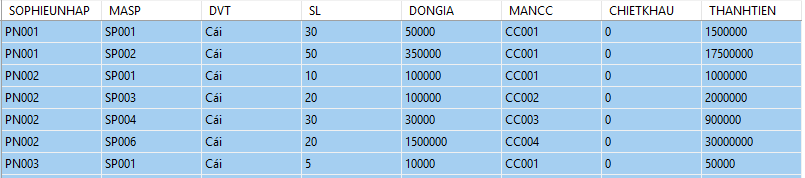 SOPHIEUNHAP MASP DVT SL DONGIA MANCC CHIETKHAU THANHTIEN
PN001 SP001 Cái 30 50000 CC001 0 1500000
PN001 SP002 Cái 50 350000 CC001 0 17500000
PN002 SP001 Cái 10 100000 CC001 0 1000000
PN002 SP003 Cái 20 100000 CC002 0 2000000
PN002 SP004 Cái 30 30000 CC003 0 900000
PN002 SP006 Cái 20 1500000 CC004 0 30000000
PN003 SP001 Cái 5 10000 CC001 0 50000